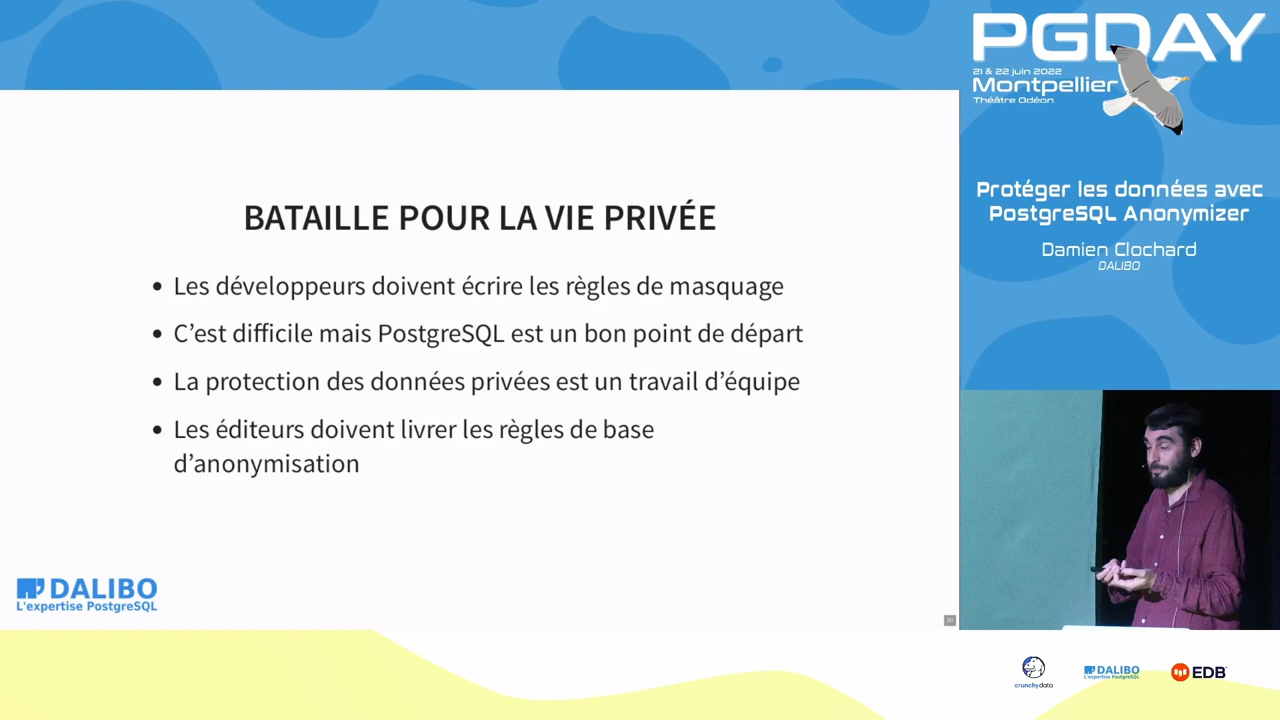 BATAILLE POUR LA VIE PRIVÉE
• Les développeurs doivent écrire les règles de masquage
• C’est difficile mais PostgreSQL est un bon point de départ
• La protection des données privées est un travail d’équipe
• Les éditeurs doivent livrer les règles de base
d’anonymisation
DALIBO
L'expertise PostgreSQL
PGDAY
21 & 22 juin 2022
Montpellier
Théâtre Odéon
Protéger les données avec
PostgreSQL Anonymizer
Damien Clochard
DALIBO
crunchydata
DALIBO
L'expertise PostgreSQL
EDB